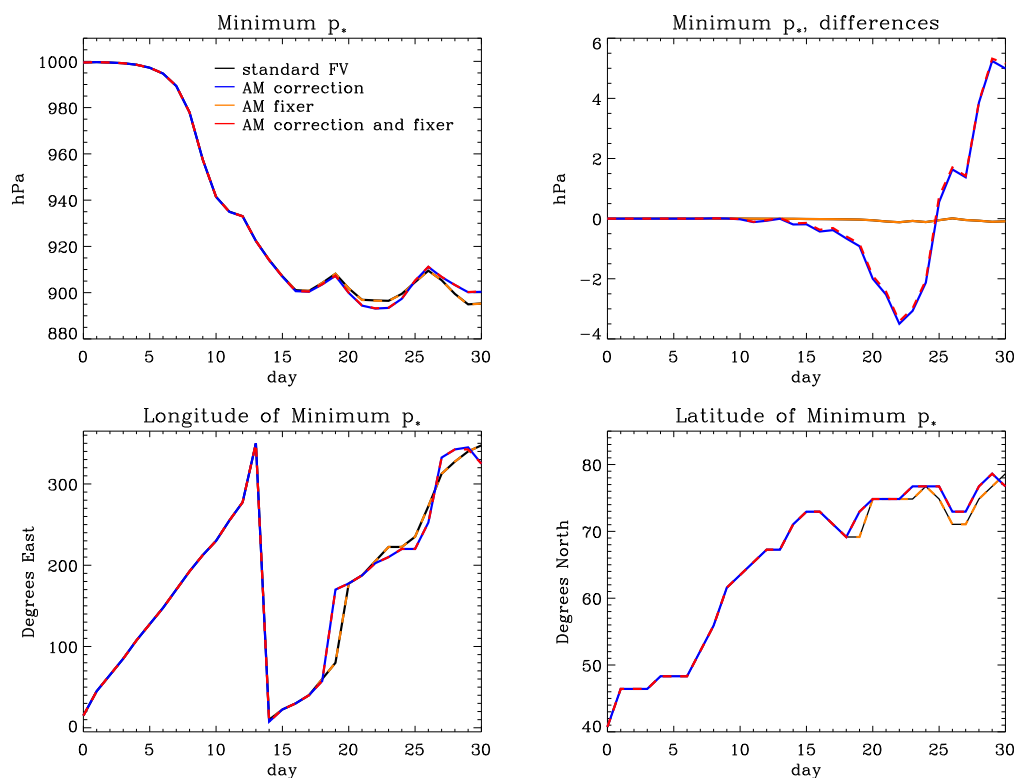 Minimum p*
1000
980
960
940
920
900
880
hPa
standard FV
AM correction
AM fixer
AM correction and fixer
0 5 10 15 20 25 30
day
Minimum p*, differences
6
4
2
0
−2
−4
hPa
0 5 10 15 20 25 30
day
Longitude of Minimum p*
300
200
100
0
Degrees East
0 5 10 15 20 25 30
day
Latitude of Minimum p*
80
70
60
50
40
Degrees North
0 5 10 15 20 25 30
day